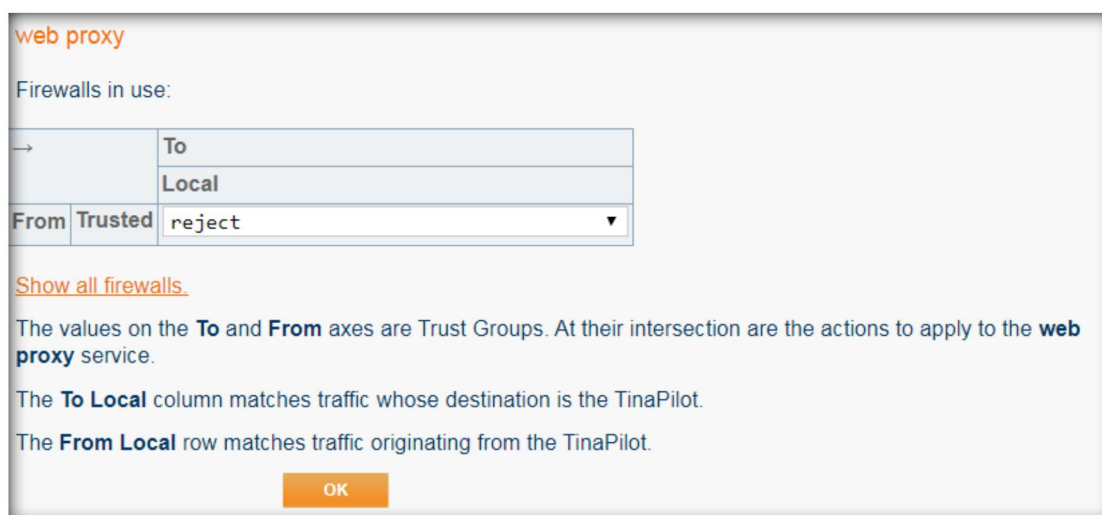 web proxy
Firewalls in use:
→ To
Local
From Trusted reject ▼
Show all firewalls.
The values on the To and From axes are Trust Groups. At their intersection are the actions to apply to the web
proxy service.
The To Local column matches traffic whose destination is the TinaPilot.
The From Local row matches traffic originating from the TinaPilot.
OK